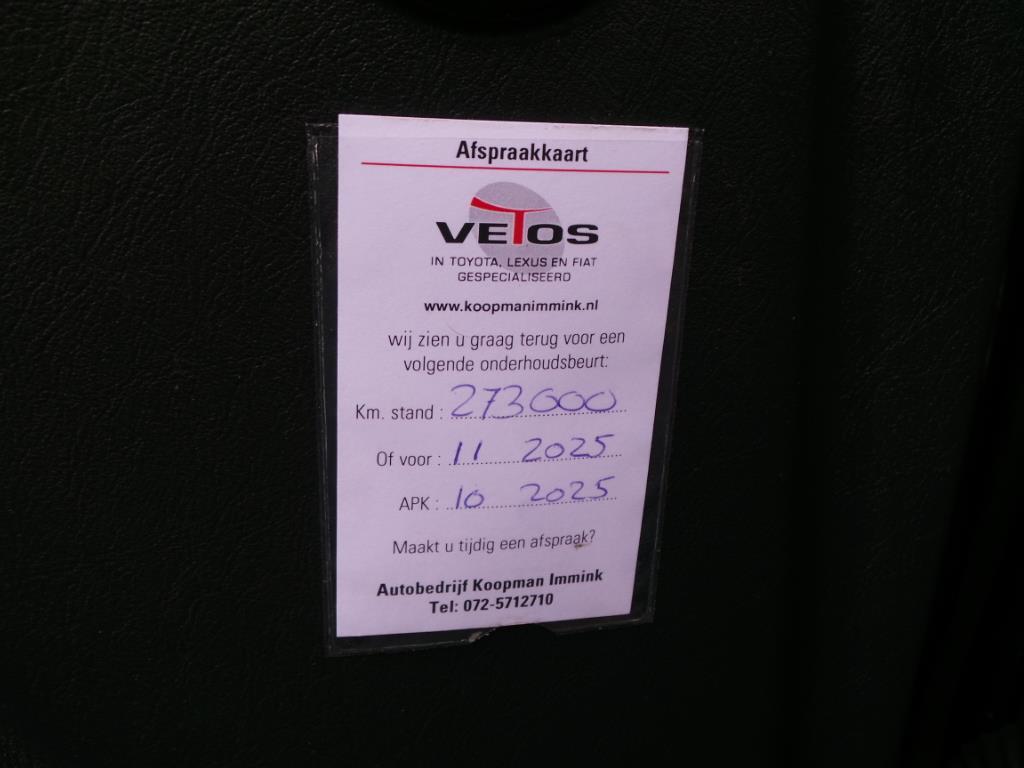 Afspraakkaart
VETOS
IN TOYOTA, LEXUS EN FIAT
GESPECIALISEERD
www.koopmanimmink.nl
wij zien u graag terug voor een
volgende onderhoudsbeurt:
Km. stand : 273000
Of voor : 11 2025
APK : 10 2025
Maakt u tijdig een afspraak?
Autobedrijf Koopman Immink
Tel: 072-5712710